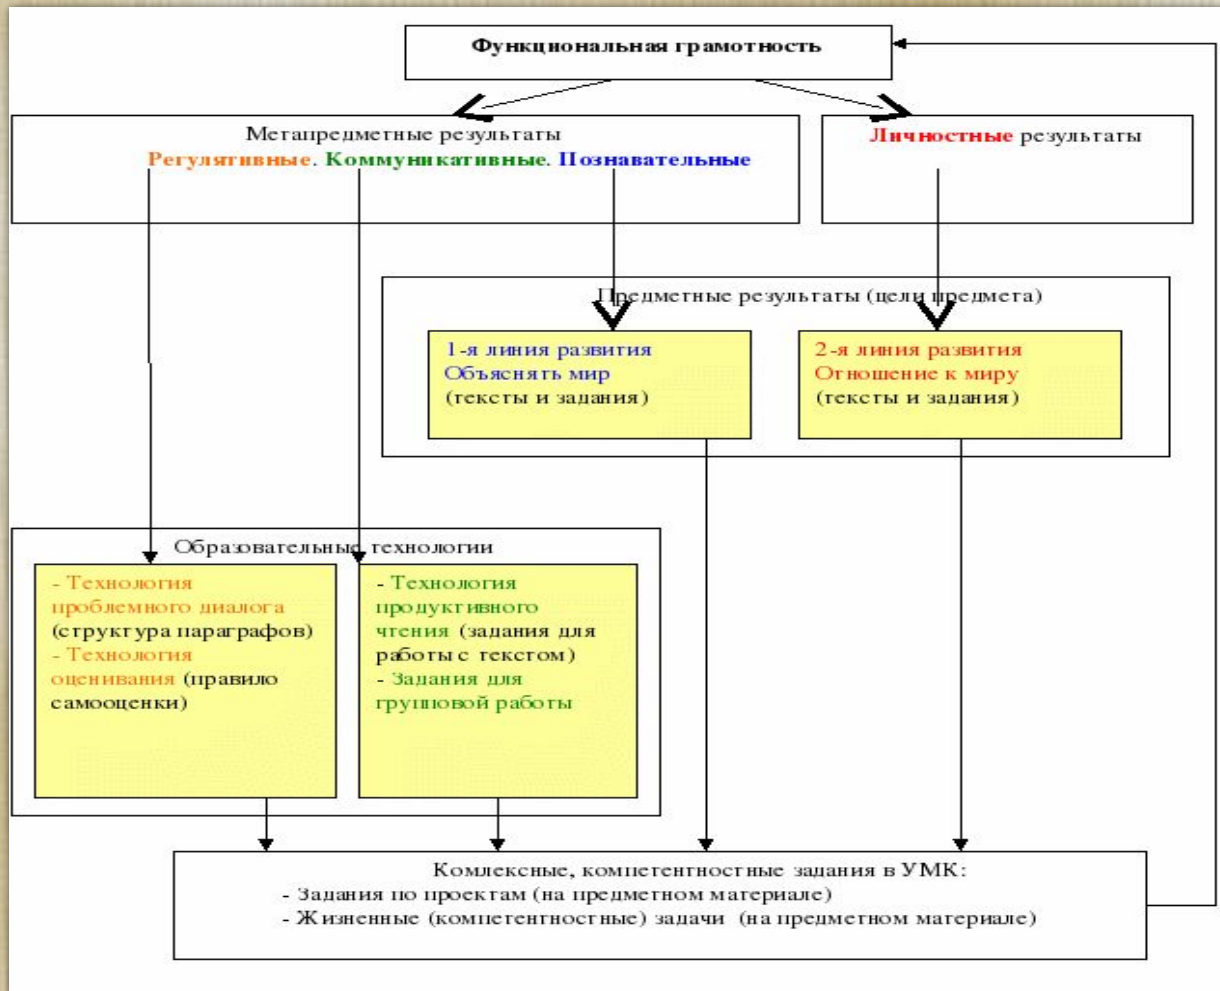 Функциональная грамотность
Метапредметные результаты
Регулятивные. Коммуникативные. Познавательные
Личностные результаты
Предметные результаты (цели предмета)
1-я линия развития
Объяснять мир
(тексты и задания)
2-я линия развития
Отношение к миру
(тексты и задания)
Образовательные технологии
- Технология
проблемного диалога
(структура параграфов)
- Технология
оценивания (правило
самооценки)
- Технология
продуктивного
чтения (задания для
работы с текстом)
- Задания для
групповой работы
Комлексные, компетентностные задания в УМК:
- Задания по проектам (на предметном материале)
- Жизненные (компетентностные) задачи (на предметном материале)